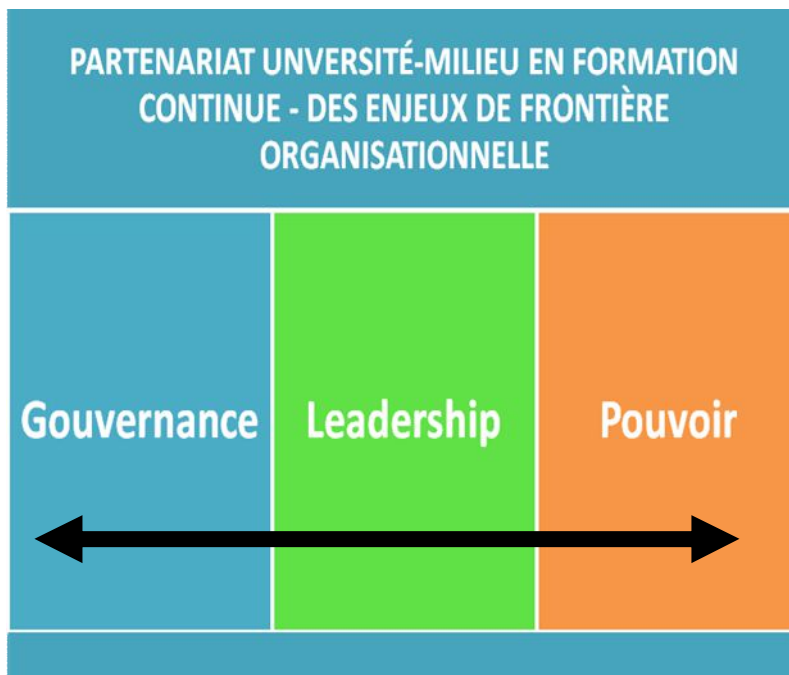 PARTENARIAT UNVERSITÉ-MILIEU EN FORMATION
CONTINUE - DES ENJEUX DE FRONTIÈRE
ORGANISATIONNELLE
Gouvernance
Leadership
Pouvoir